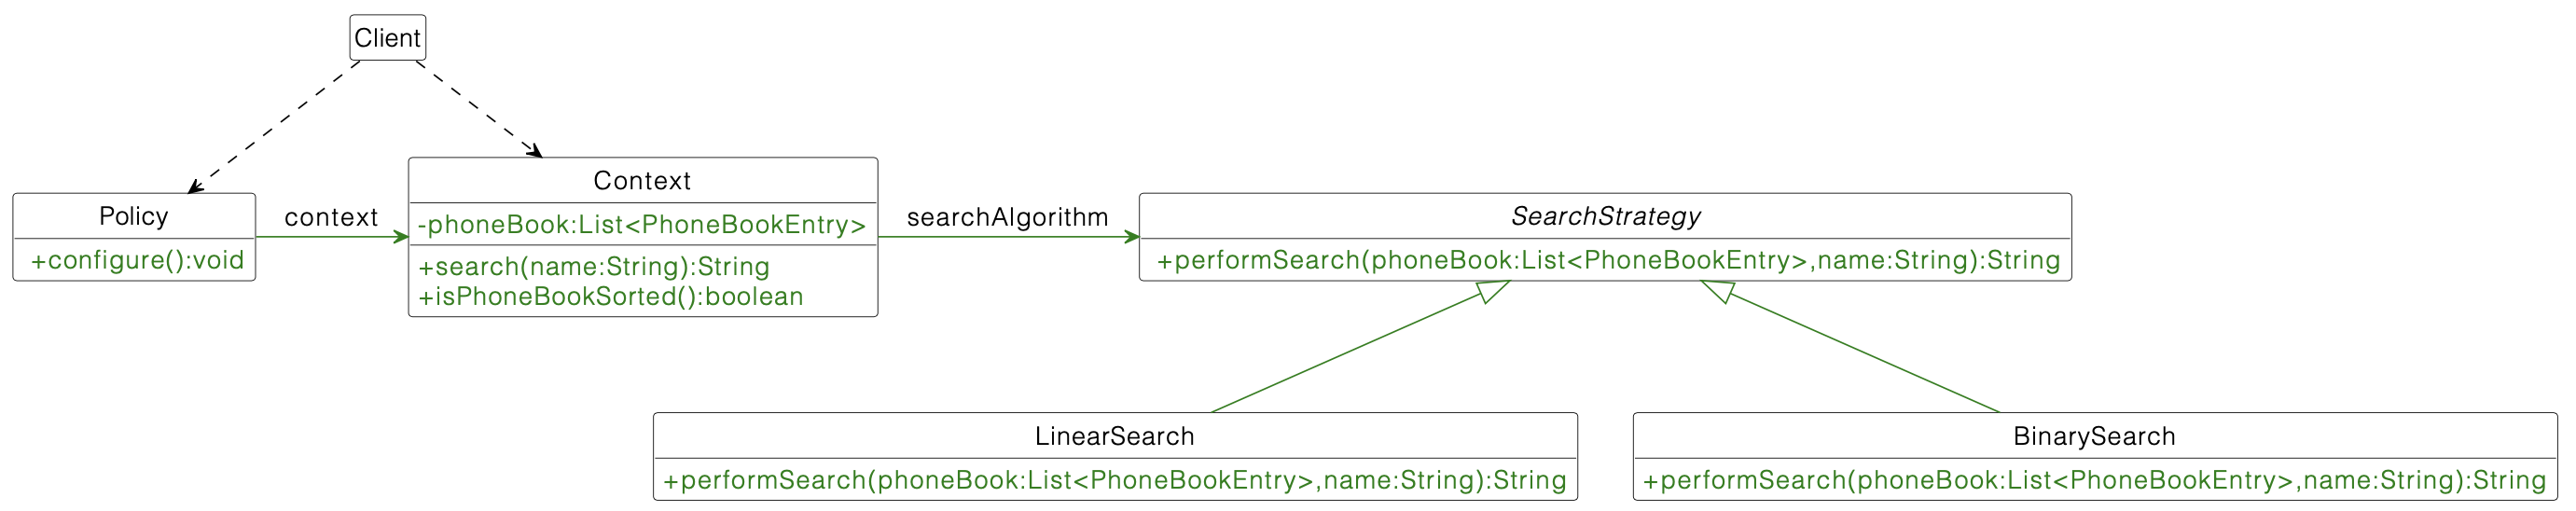 Client
Policy
+configure():void
context
Context
-phoneBook:List<PhoneBookEntry>
+search(name:String):String
+isPhoneBookSorted():boolean
searchAlgorithm
SearchStrategy
+performSearch(phoneBook:List<PhoneBookEntry>,name:String):String
LinearSearch
+performSearch(phoneBook:List<PhoneBookEntry>,name:String):String
BinarySearch
+performSearch(phoneBook:List<PhoneBookEntry>,name:String):String